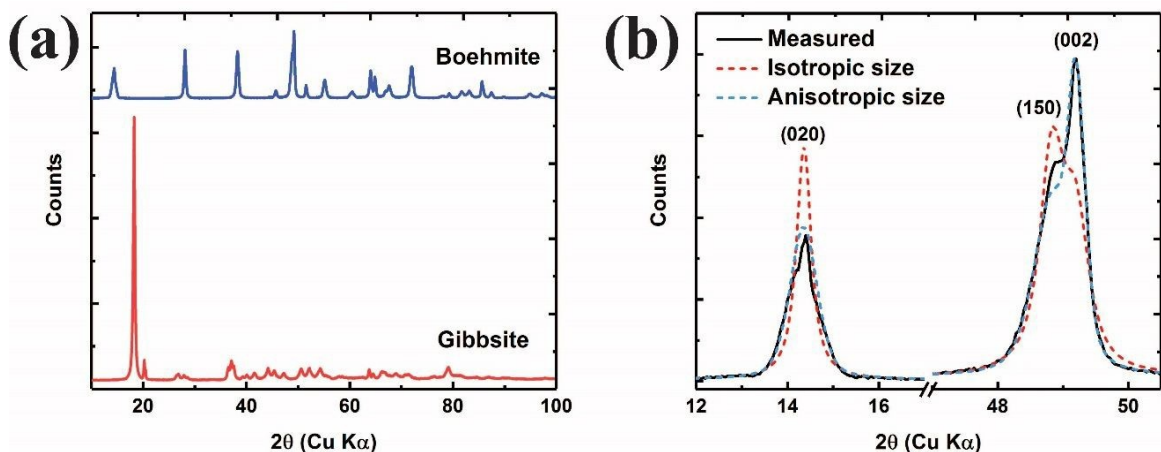 (a)
Boehmite
Gibbsite
Counts
20 40 60 80 100
2θ (Cu Kα)
(b)
Measured
Isotropic size
Anisotropic size
(020)
(150)
(002)
Counts
12 14 16 48 50
2θ (Cu Kα)